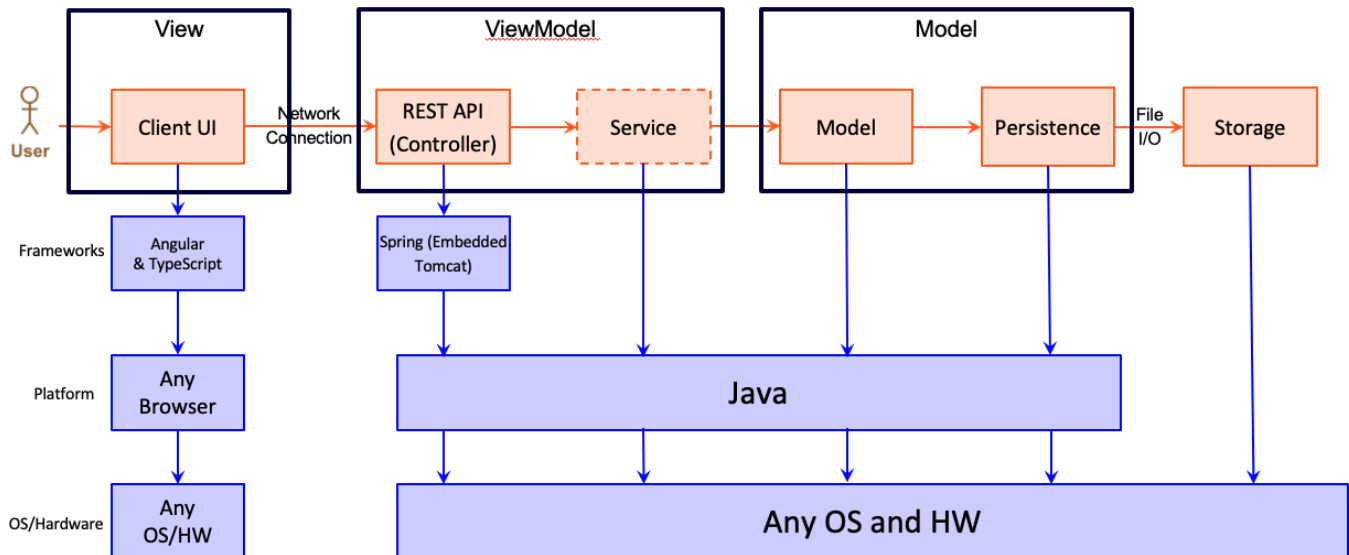 View
ViewModel
Model
User
Client UI
Network
Connection
REST API
(Controller)
Service
Model
Persistence
File
I/O
Storage
Frameworks
Angular
& TypeScript
Spring (Embedded
Tomcat)
Platform
Any
Browser
Java
OS/Hardware
Any
OS/HW
Any OS and HW